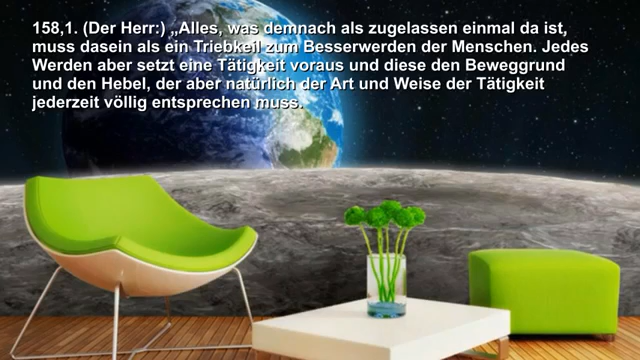 158,1. (Der Herr:) „Alles, was demnach als zugelassen einmal da ist,
muss dasein als ein Triebkeil zum Besserwerden der Menschen. Jedes
Werden aber setzt eine Tätigkeit voraus und diese den Beweggrund
und den Hebel, der aber natürlich der Art und Weise der Tätigkeit
jederzeit völlig entsprechen muss.